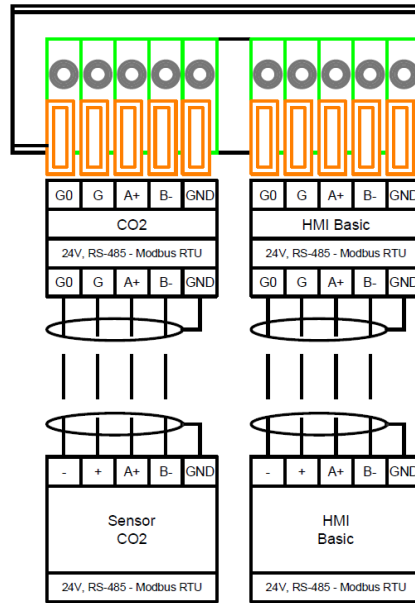 G0 G A+ B- GND G0 G A+ B- GND
CO2 HMI Basic
24V, RS-485 - Modbus RTU 24V, RS-485 - Modbus RTU
G0 G A+ B- GND G0 G A+ B- GND
- + A+ B- GND - + A+ B- GND
Sensor HMI
CO2 Basic
24V, RS-485 - Modbus RTU 24V, RS-485 - Modbus RTU